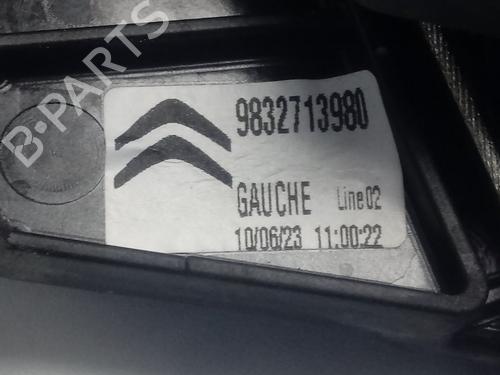 B-PARTS
9832713980
GAUCHE Line02
10/06/23 11:00:22